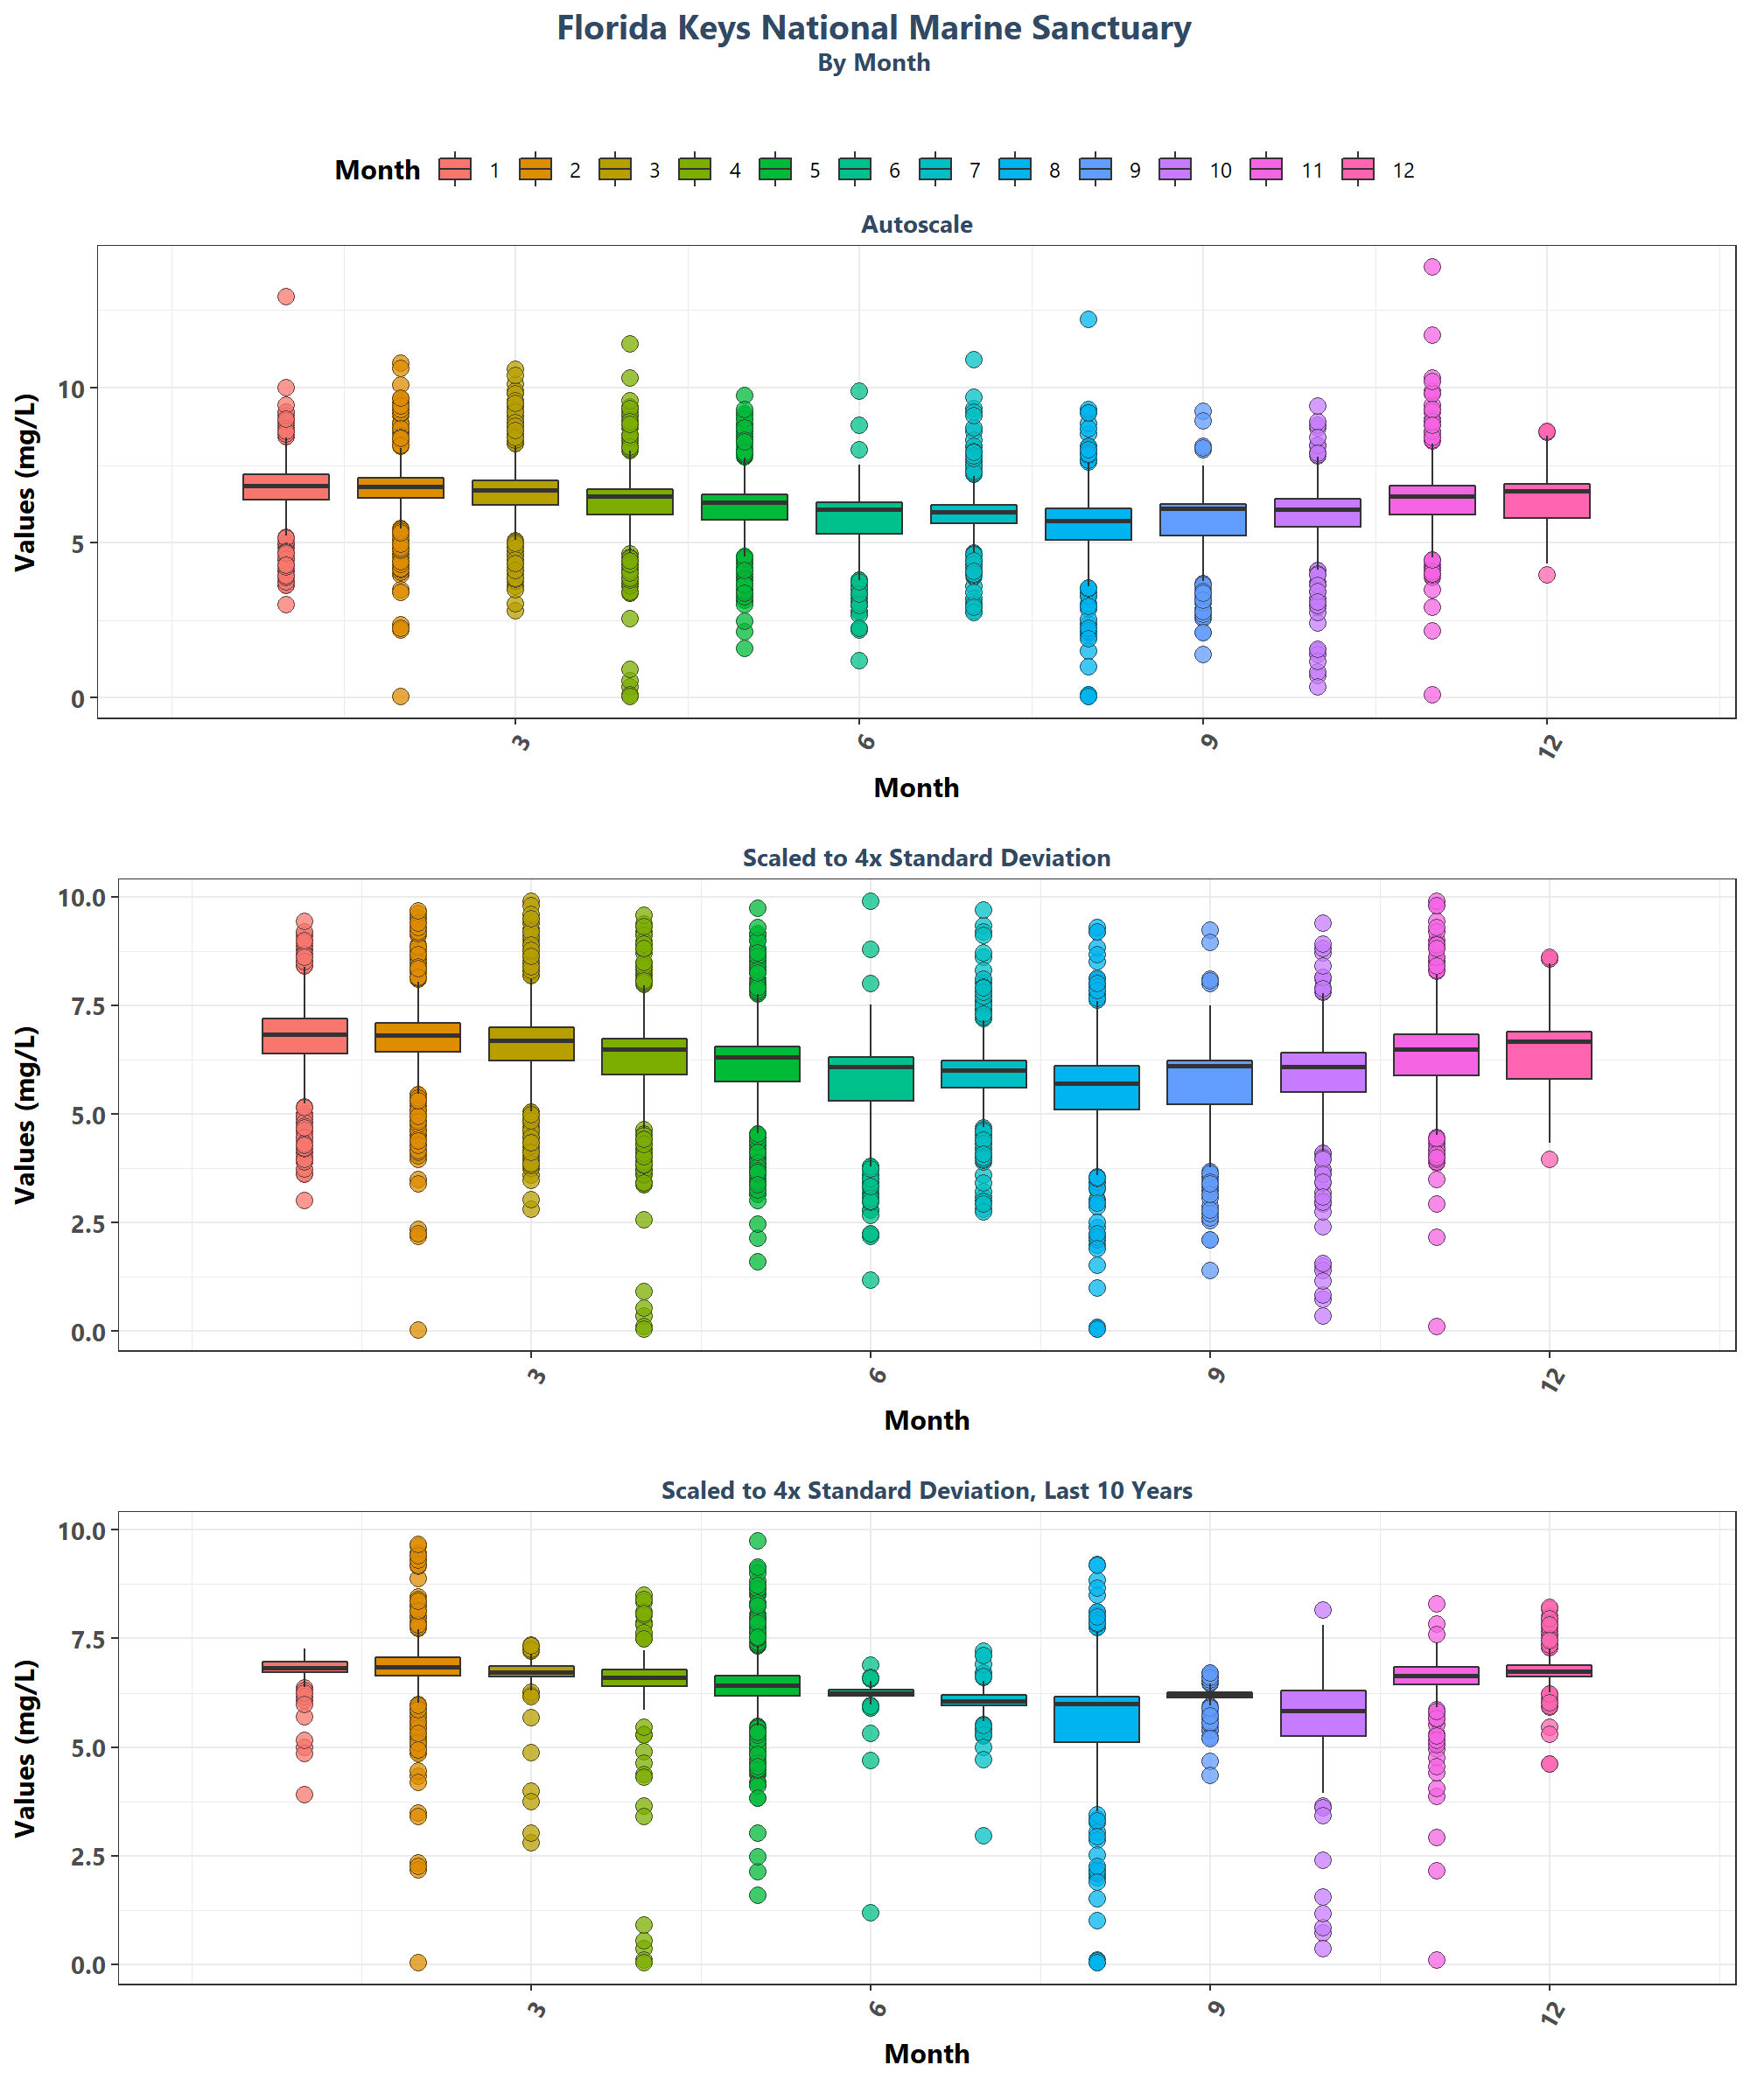 Florida Keys National Marine Sanctuary
By Month
Month 1 2 3 4 5 6 7 8 9 10 11 12
Autoscale
Values (mg/L)
10
5
0
3 6 9 12
Month
Scaled to 4x Standard Deviation
Values (mg/L)
10.0
7.5
5.0
2.5
0.0
3 6 9 12
Month
Scaled to 4x Standard Deviation, Last 10 Years
Values (mg/L)
10.0
7.5
5.0
2.5
0.0
3 6 9 12
Month